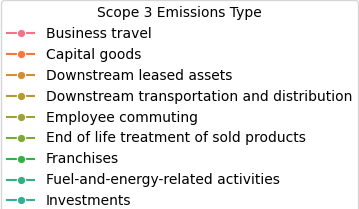 Scope 3 Emissions Type
Business travel
Capital goods
Downstream leased assets
Downstream transportation and distribution
Employee commuting
End of life treatment of sold products
Franchises
Fuel-and-energy-related activities
Investments